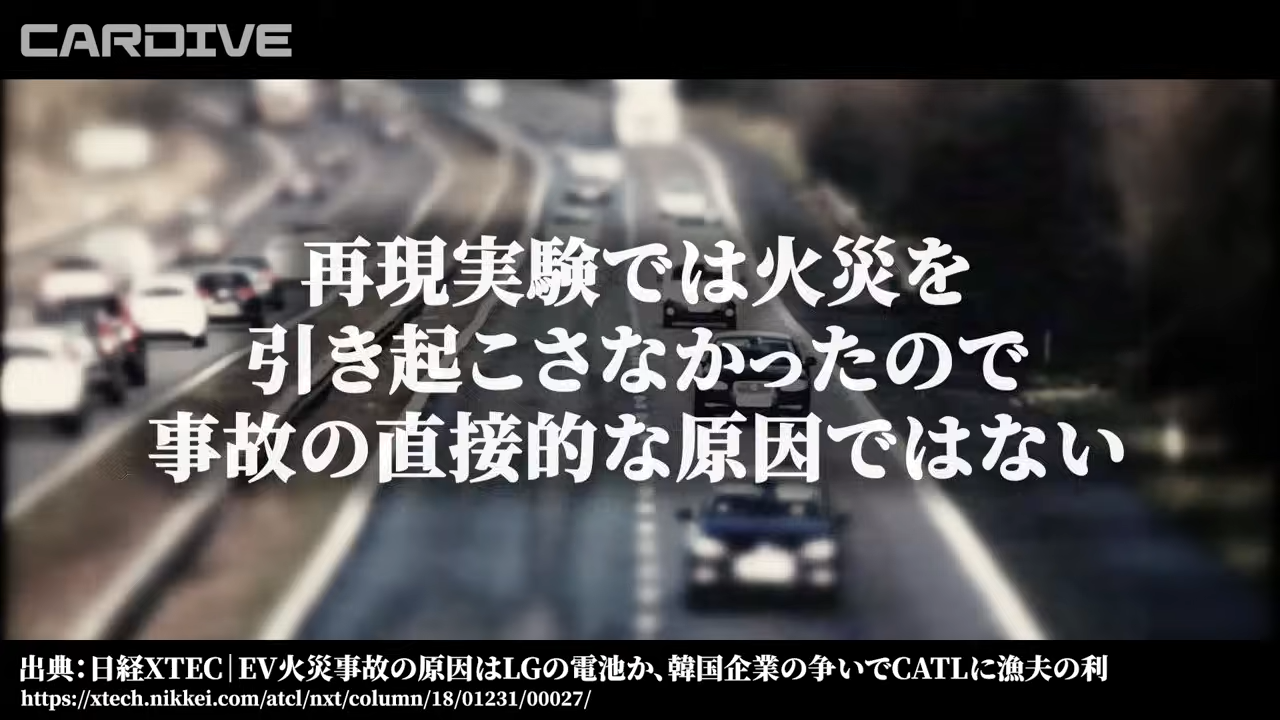 CARDIVE
再現実験では火災を
引き起こさなかったので
事故の直接的な原因ではない
出典：日経XTEC｜EV火災事故の原因はLGの電池か、韓国企業の争いでCATLに漁夫の利
https://xtech.nikkei.com/atcl/nxt/column/18/01231/00027/